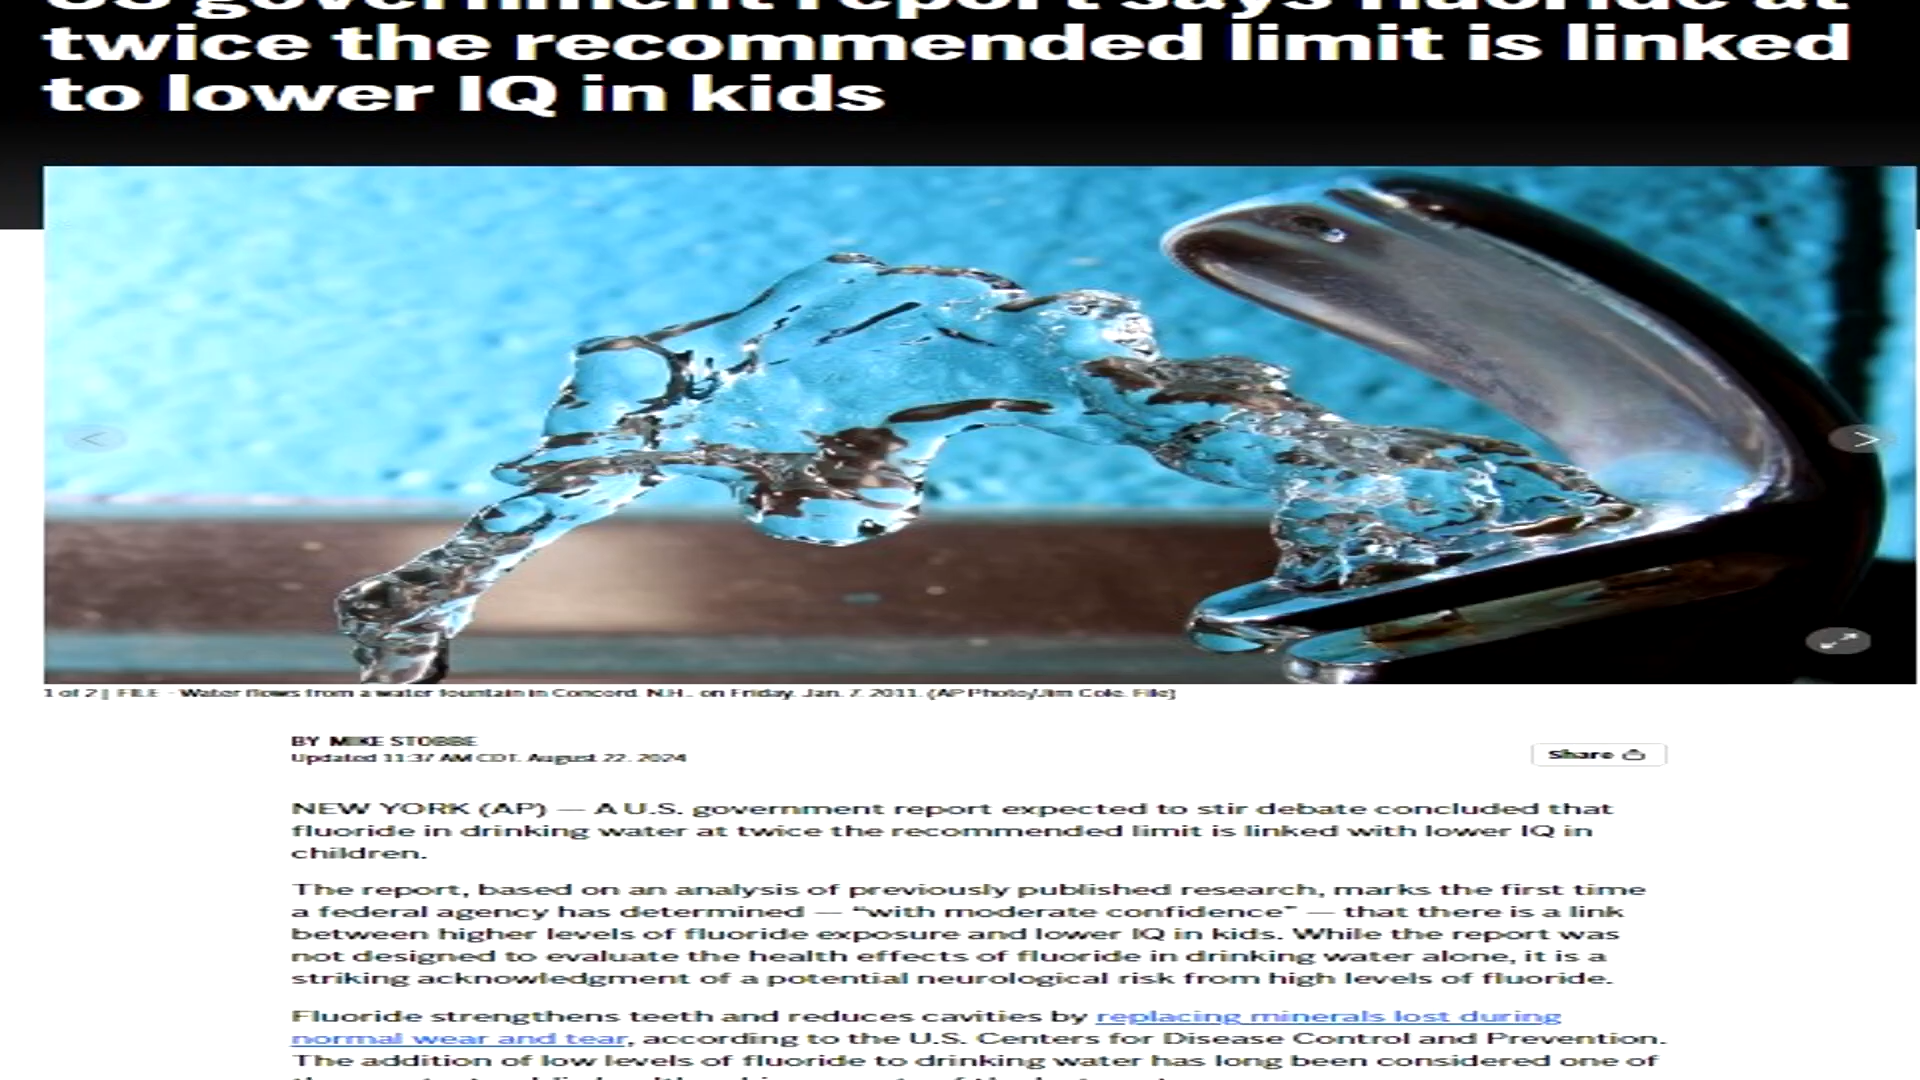 US government report says fluoride at
twice the recommended limit is linked
to lower IQ in kids
1 of 2 | FILE - Water flows from a water fountain in Concord, N.H., on Friday, Jan. 7, 2011. (AP Photo/Jim Cole, File)
BY MIKE STOBBE
Updated 11:37 AM CDT, August 22, 2024
Share
NEW YORK (AP) — A U.S. government report expected to stir debate concluded that
fluoride in drinking water at twice the recommended limit is linked with lower IQ in
children.
The report, based on an analysis of previously published research, marks the first time
a federal agency has determined — “with moderate confidence” — that there is a link
between higher levels of fluoride exposure and lower IQ in kids. While the report was
not designed to evaluate the health effects of fluoride in drinking water alone, it is a
striking acknowledgment of a potential neurological risk from high levels of fluoride.
Fluoride strengthens teeth and reduces cavities by replacing minerals lost during
normal wear and tear, according to the U.S. Centers for Disease Control and Prevention.
The addition of low levels of fluoride to drinking water has long been considered one of